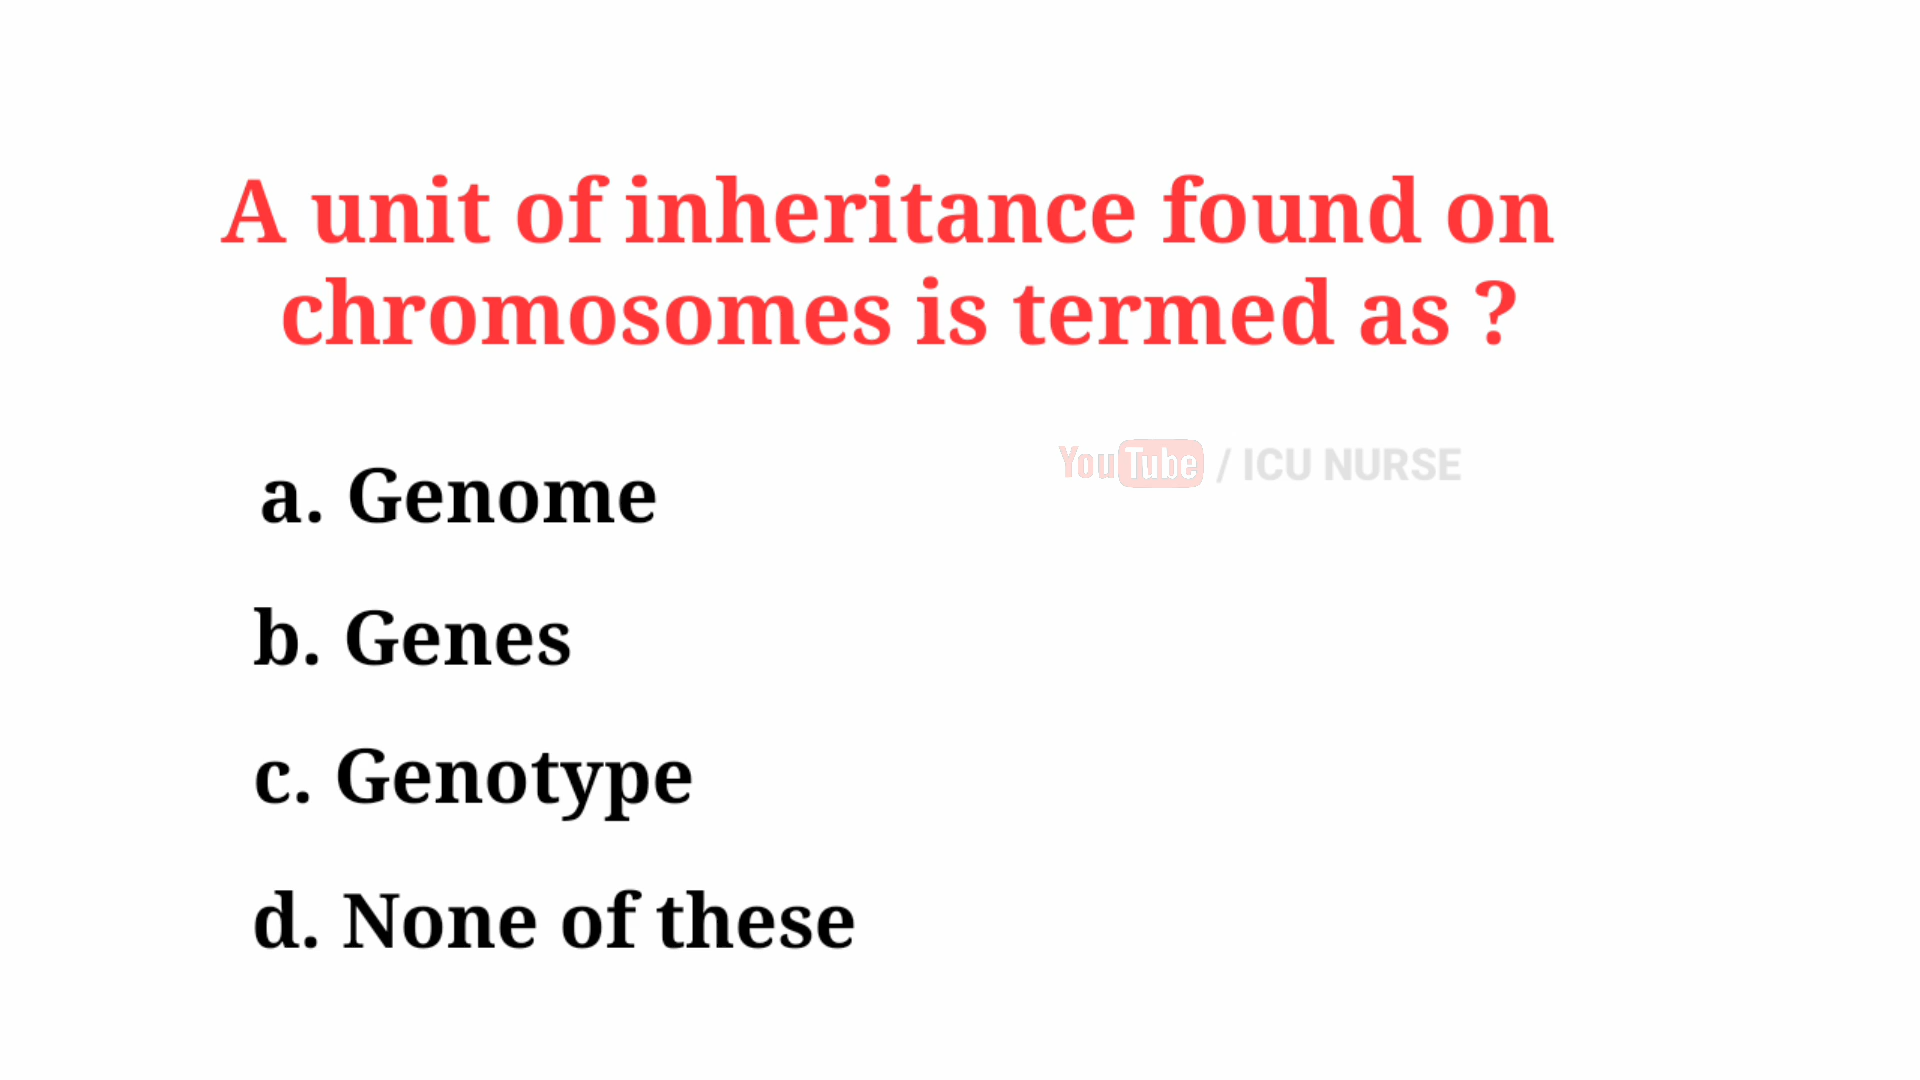 A unit of inheritance found on
chromosomes is termed as ?
YouTube / ICU NURSE
a. Genome
b. Genes
c. Genotype
d. None of these